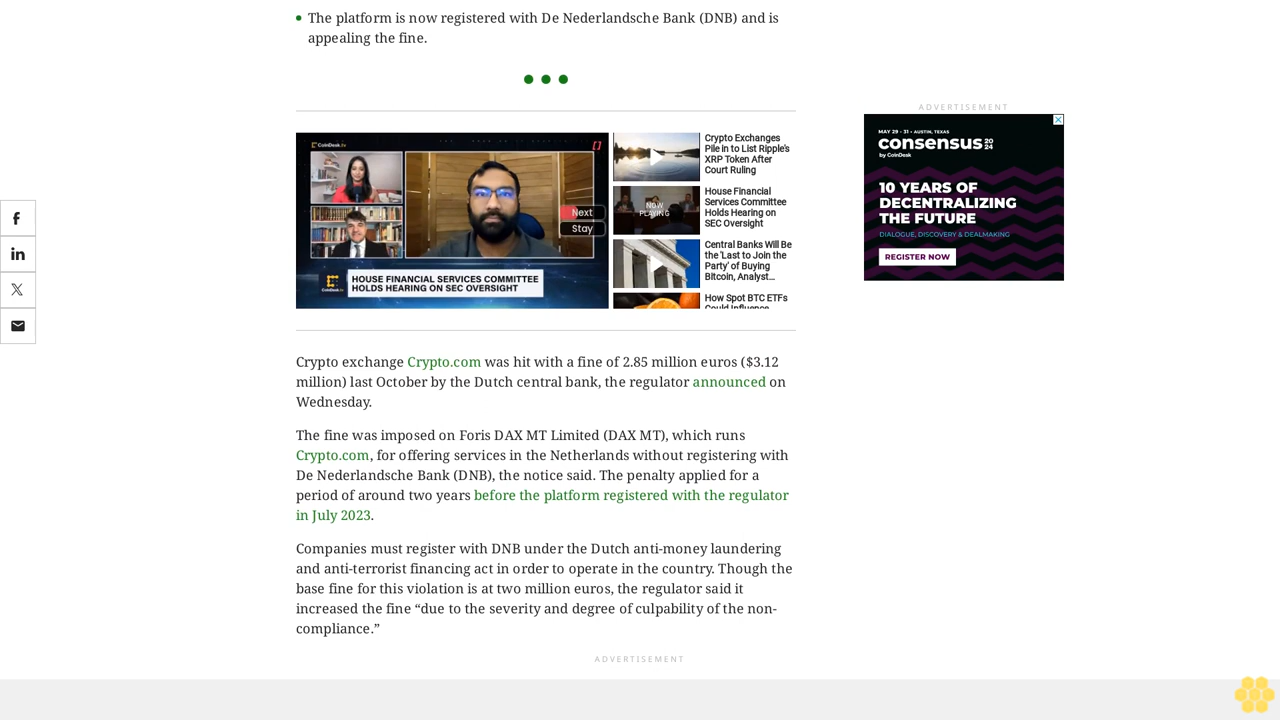 The platform is now registered with De Nederlandsche Bank (DNB) and is
appealing the fine.
ADVERTISEMENT
MAY 29 - 31 • AUSTIN, TEXAS
consensus 2024
by CoinDesk
10 YEARS OF
DECENTRALIZING
THE FUTURE
DIALOGUE, DISCOVERY & DEALMAKING
REGISTER NOW
CoinDesk.tv
Next
Stay
CoinDesk.tv
HOUSE FINANCIAL SERVICES COMMITTEE
HOLDS HEARING ON SEC OVERSIGHT
Crypto Exchanges
Pile in to List Ripple's
XRP Token After
Court Ruling
NOW
PLAYING
House Financial
Services Committee
Holds Hearing on
SEC Oversight
Central Banks Will Be
the 'Last to Join the
Party' of Buying
Bitcoin, Analyst...
How Spot BTC ETFs
Could Influence
Crypto exchange Crypto.com was hit with a fine of 2.85 million euros ($3.12
million) last October by the Dutch central bank, the regulator announced on
Wednesday.
The fine was imposed on Foris DAX MT Limited (DAX MT), which runs
Crypto.com, for offering services in the Netherlands without registering with
De Nederlandsche Bank (DNB), the notice said. The penalty applied for a
period of around two years before the platform registered with the regulator
in July 2023.
Companies must register with DNB under the Dutch anti-money laundering
and anti-terrorist financing act in order to operate in the country. Though the
base fine for this violation is at two million euros, the regulator said it
increased the fine “due to the severity and degree of culpability of the non-
compliance.”
ADVERTISEMENT